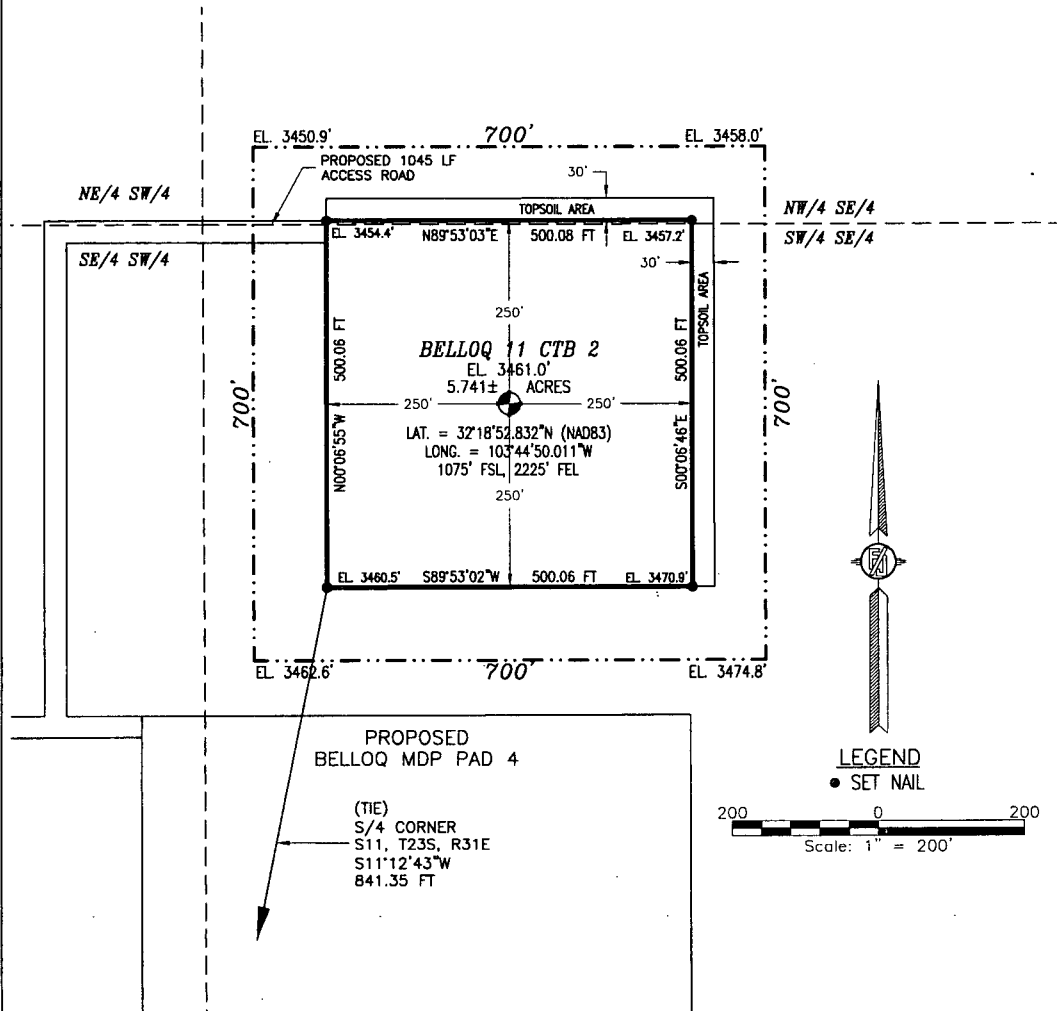 EL. 3450.9'
700'
EL. 3458.0'
PROPOSED 1045 LF
ACCESS ROAD
30'
NE/4 SW/4
TOPSOIL AREA
NW/4 SE/4
EL. 3454.4'
N89°53'03"E
500.08 FT
EL. 3457.2'
SE/4 SW/4
SW/4 SE/4
30'
TOPSOIL AREA
250'
500.06 FT
500.06 FT
BELLOQ 11 CTB 2
EL. 3461.0'
5.741± ACRES
700'
250'
250'
700'
LAT. = 32°18'52.832"N (NAD83)
LONG. = 103°44'50.011"W
1075' FSL, 2225' FEL
N00°06'55"W
S00°06'46"E
250'
EL. 3460.5'
S89°53'02"W
500.06 FT
EL. 3470.9'
EL. 3462.6'
700'
EL. 3474.8'
PROPOSED
BELLOQ MDP PAD 4
(TIE)
S/4 CORNER
S11, T23S, R31E
S11°12'43"W
841.35 FT
LEGEND
SET NAIL
200 0 200
Scale: 1" = 200'